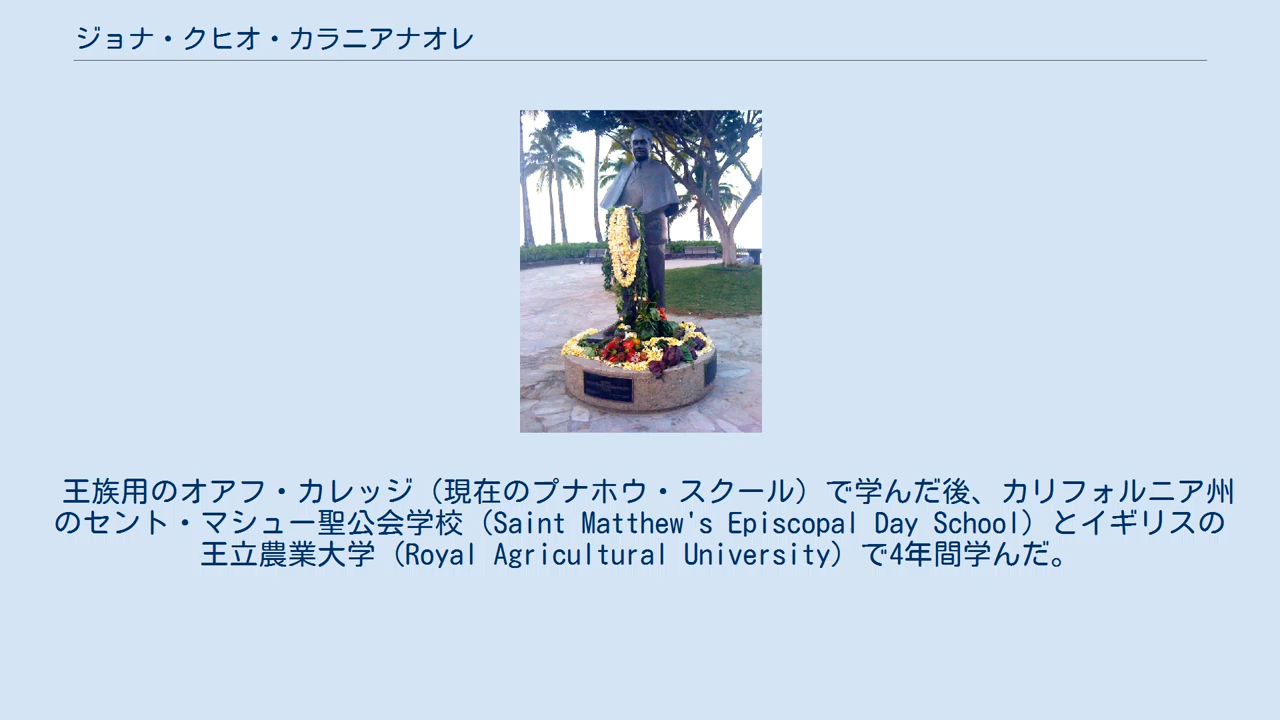 ジョナ・クヒオ・カラニアナオレ
王族用のオアフ・カレッジ（現在のプナホウ・スクール）で学んだ後、カリフォルニア州
のセント・マシュー聖公会学校（Saint Matthew's Episcopal Day School）とイギリスの
王立農業大学（Royal Agricultural University）で4年間学んだ。